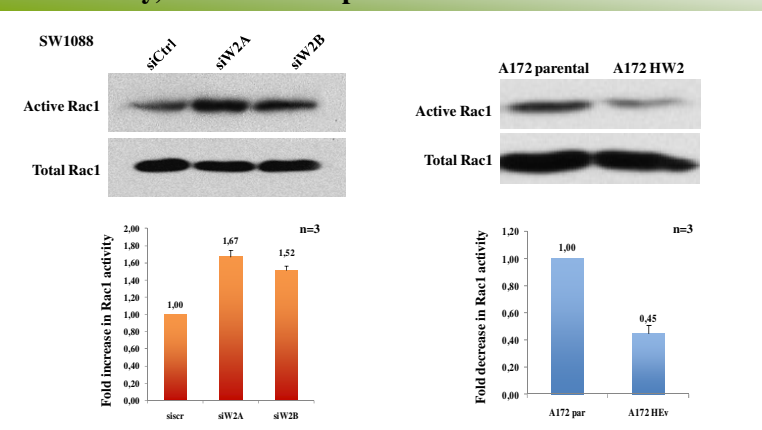 SW1088
siCtrl
siW2A
siW2B
Active Rac1
Total Rac1
Fold increase in Rac1 activity
n=3
2,00
1,80
1,60
1,40
1,20
1,00
0,80
0,60
0,40
0,20
0,00
1,00
1,67
1,52
siscr
siW2A
siW2B
A172 parental
A172 HW2
Active Rac1
Total Rac1
Fold decrease in Rac1 activity
n=3
1,20
1,00
0,80
0,60
0,40
0,20
0,00
1,00
0,45
A172 par
A172 HEv